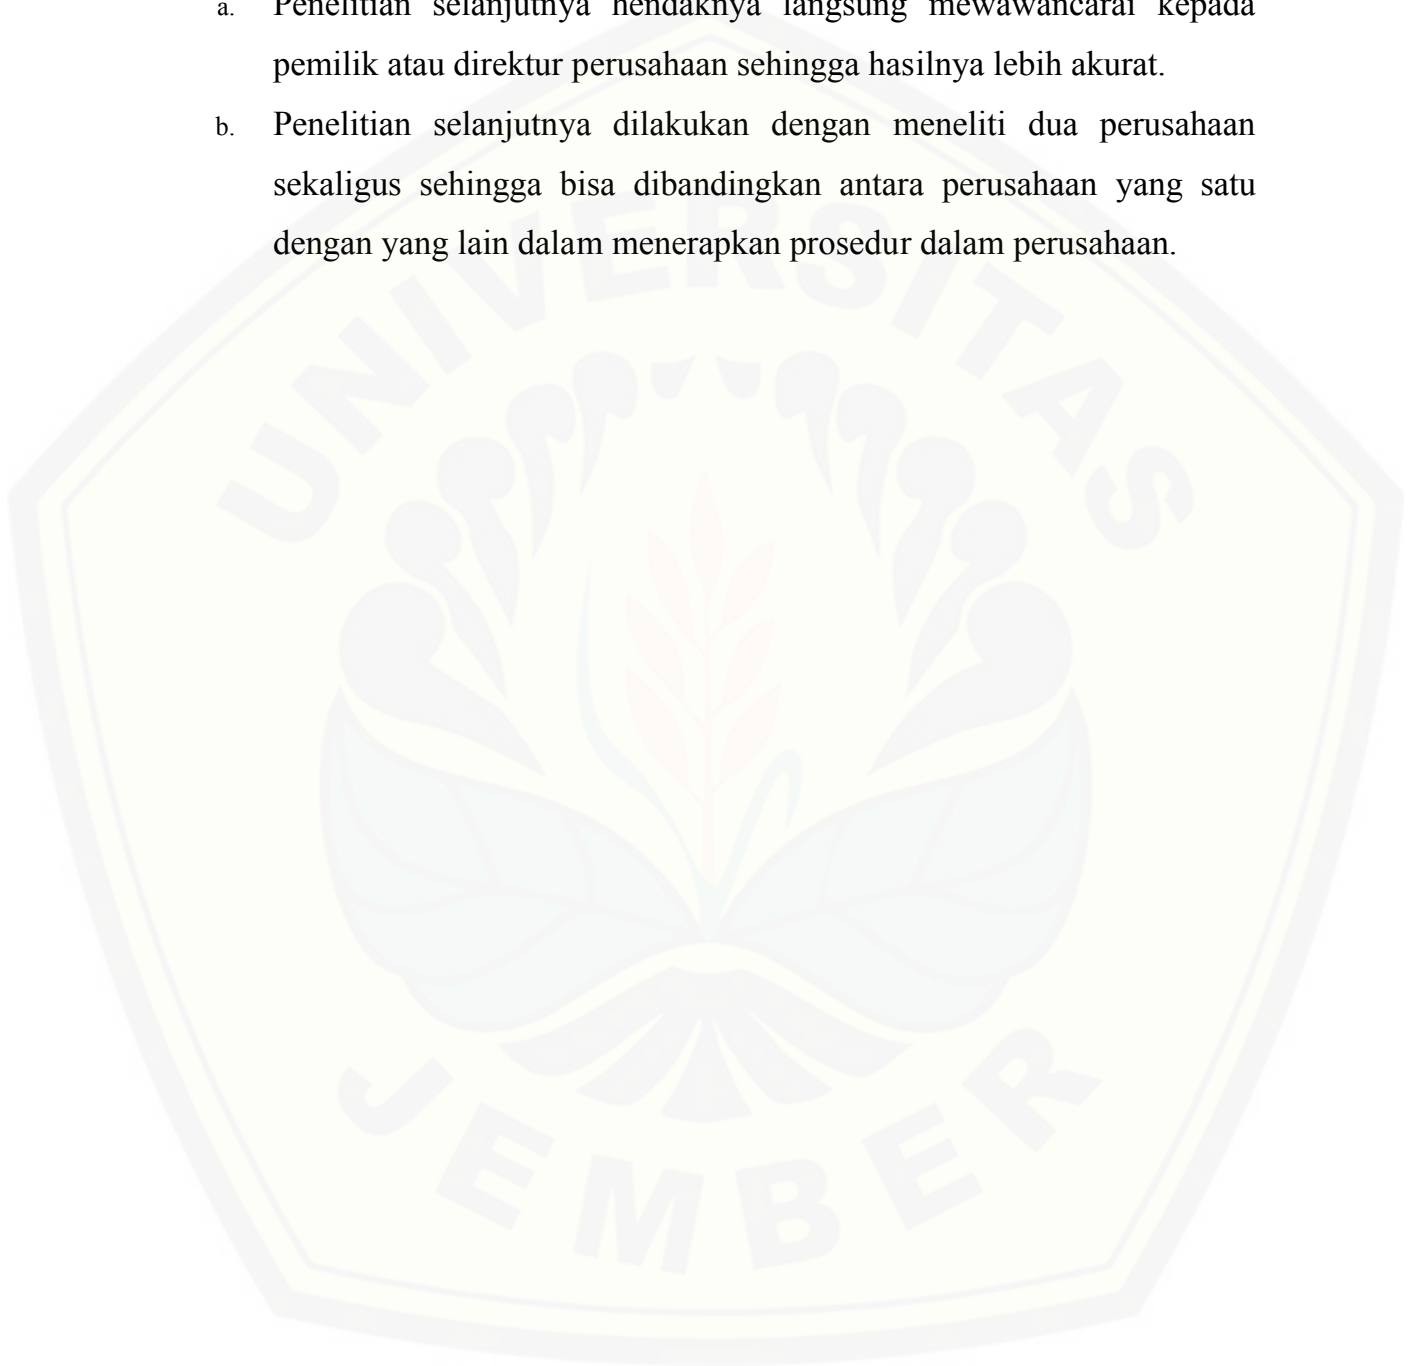 a. Penelitian selanjutnya hendaknya langsung mewawancarai kepada
pemilik atau direktur perusahaan sehingga hasilnya lebih akurat.
b. Penelitian selanjutnya dilakukan dengan meneliti dua perusahaan
sekaligus sehingga bisa dibandingkan antara perusahaan yang satu
dengan yang lain dalam menerapkan prosedur dalam perusahaan.
UNIVERSITAS
JEMBER